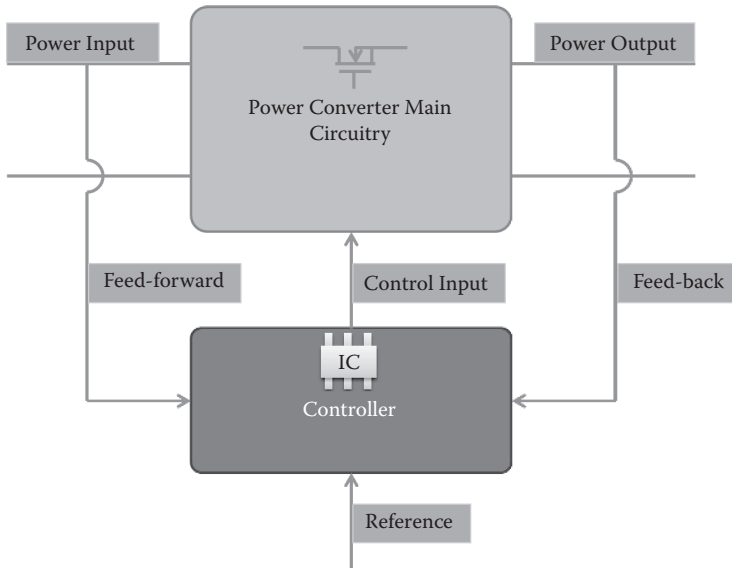 Power Input
Power Output
Power Converter Main
Circuitry
Feed-forward
Control Input
Feed-back
IC
Controller
Reference